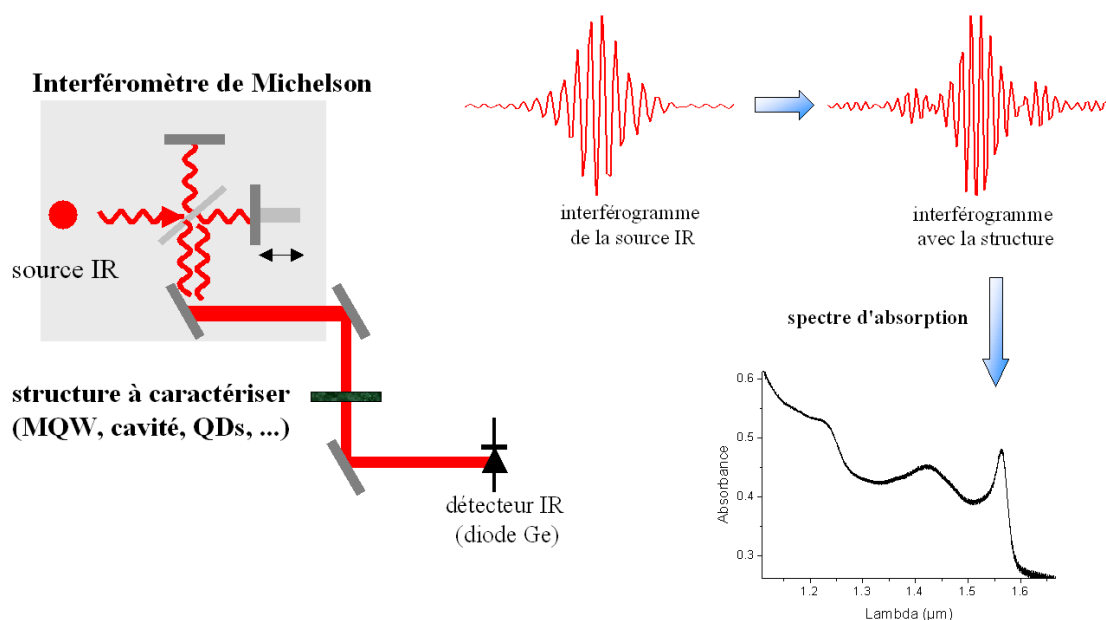 Interféromètre de Michelson
source IR
structure à caractériser
(MQW, cavité, QDs, ...)
détecteur IR
(diode Ge)
interférogramme
de la source IR
interférogramme
avec la structure
spectre d'absorption
0.6
0.5
0.4
0.3
Absorbance
1.2
1.3
1.4
1.5
1.6
Lambda (µm)